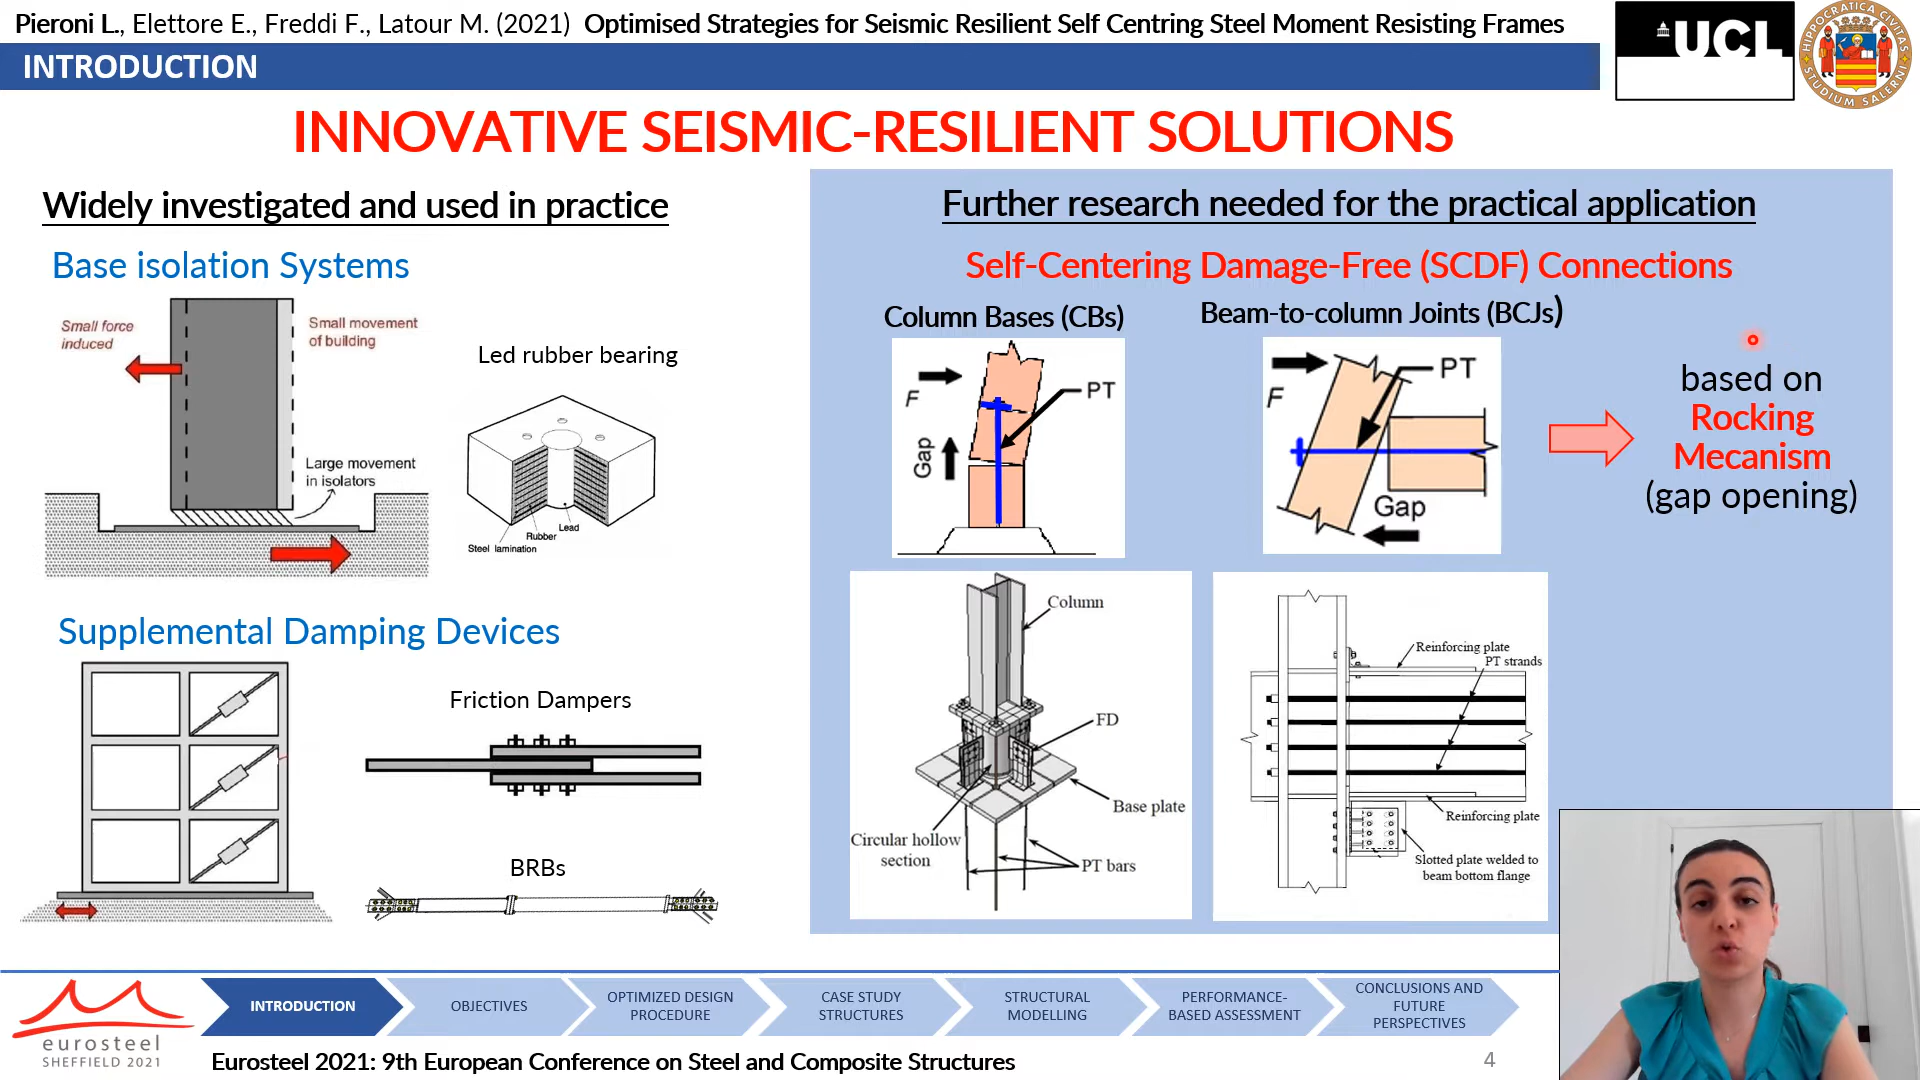 Pieroni L., Elettore E., Freddi F., Latour M. (2021) Optimised Strategies for Seismic Resilient Self Centring Steel Moment Resisting Frames
INTRODUCTION
UCL
HIPPOCRATICA CIVITAS
STUDIUM SALERNI
INNOVATIVE SEISMIC-RESILIENT SOLUTIONS
Widely investigated and used in practice
Base isolation Systems
Small force
induced
Small movement
of building
Large movement
in isolators
Led rubber bearing
Lead
Rubber
Steel lamination
Supplemental Damping Devices
Friction Dampers
BRBs
Further research needed for the practical application
Self-Centering Damage-Free (SCDF) Connections
Column Bases (CBs)
F
PT
Gap
Beam-to-column Joints (BCJs)
F
PT
Gap
based on
Rocking
Mecanism
(gap opening)
Column
FD
Base plate
Circular hollow
section
PT bars
Reinforcing plate
PT strands
Reinforcing plate
Slotted plate welded to
beam bottom flange
eurosteel
SHEFFIELD 2021
INTRODUCTION
OBJECTIVES
OPTIMIZED DESIGN
PROCEDURE
CASE STUDY
STRUCTURES
STRUCTURAL
MODELLING
PERFORMANCE-
BASED ASSESSMENT
CONCLUSIONS AND
FUTURE
PERSPECTIVES
Eurosteel 2021: 9th European Conference on Steel and Composite Structures
4